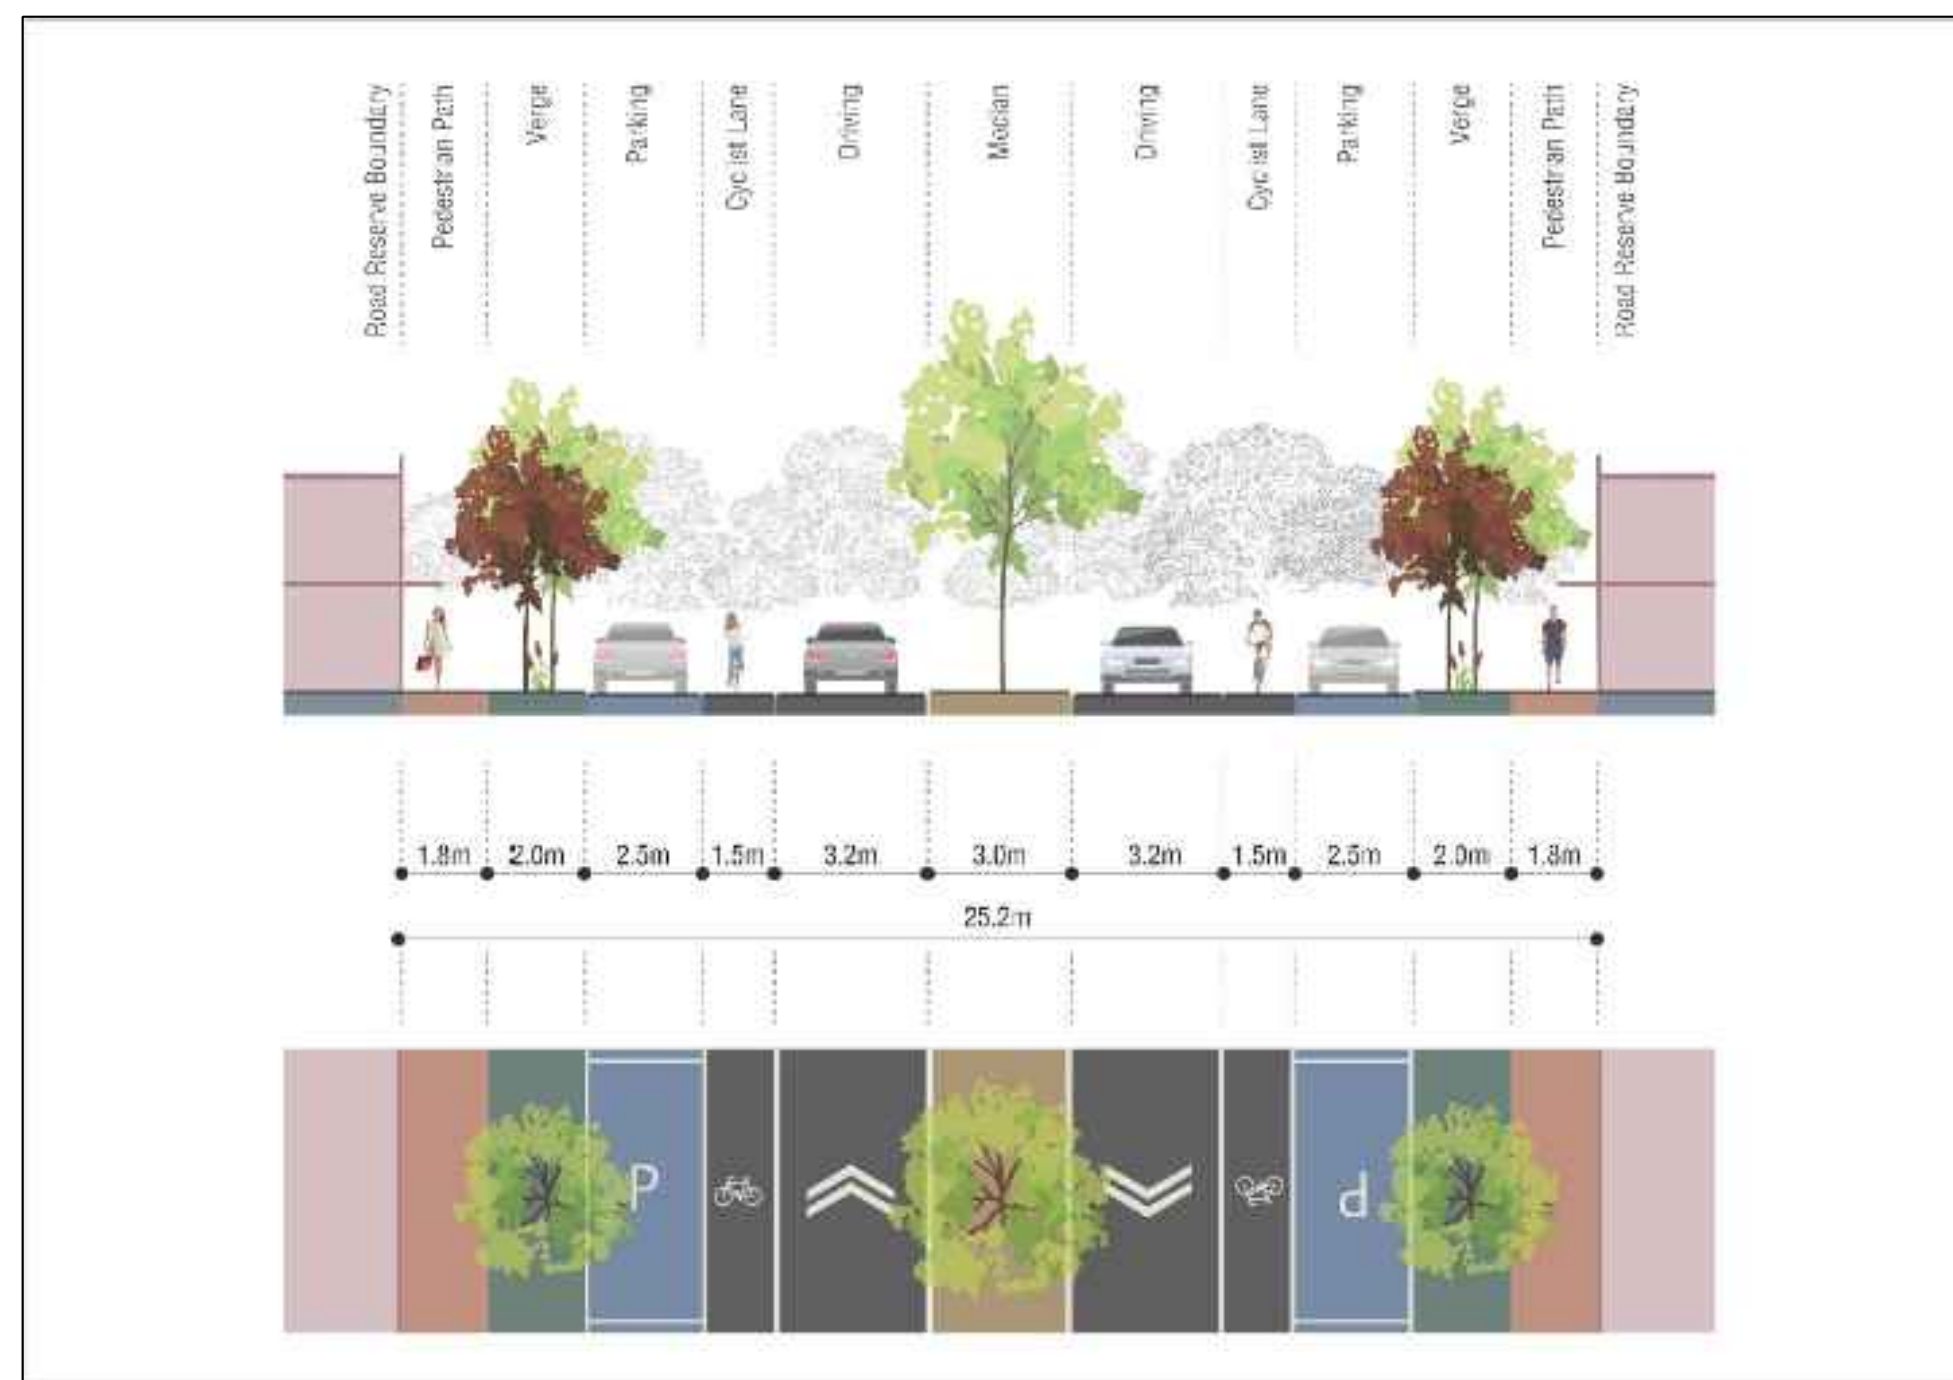 Road Reserve Boundary
Pedestrian Path
Verge
Parking
Cyclist Lane
Driving
Median
Driving
Cyclist Lane
Parking
Verge
Pedestrian Path
Road Reserve Boundary
1.8m 2.0m 2.5m 1.5m 3.2m 3.0m 3.2m 1.5m 2.5m 2.0m 1.8m
25.2m
P
P